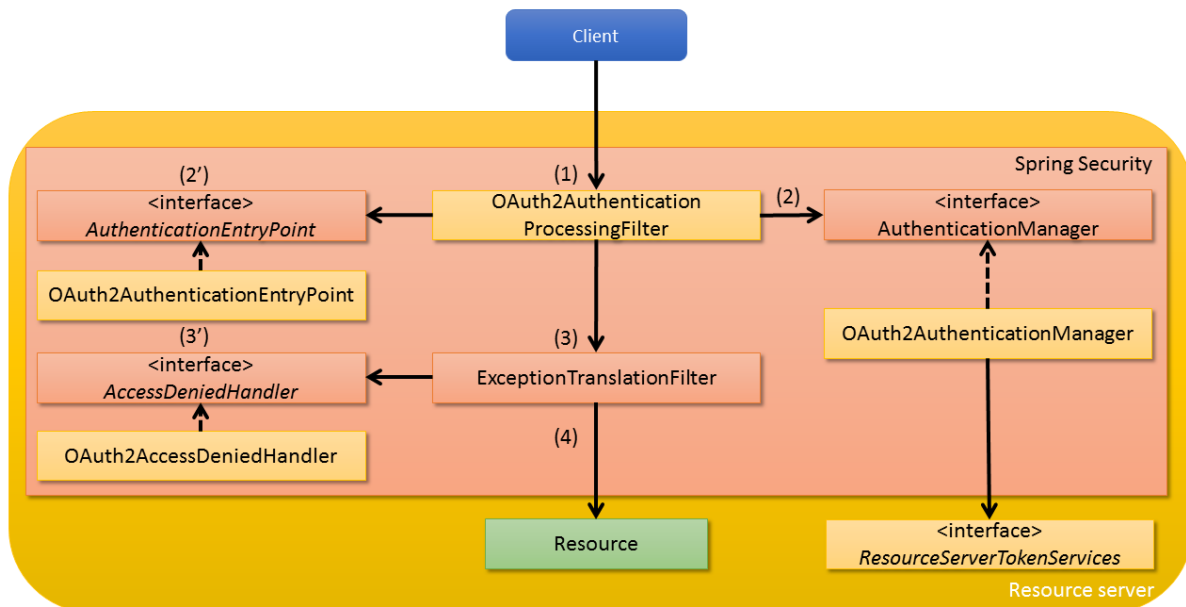 Client
Spring Security
(2’)
(1)
<interface>
AuthenticationEntryPoint
OAuth2Authentication
ProcessingFilter
(2)
<interface>
AuthenticationManager
OAuth2AuthenticationEntryPoint
OAuth2AuthenticationManager
(3’)
(3)
<interface>
AccessDeniedHandler
ExceptionTranslationFilter
(4)
OAuth2AccessDeniedHandler
Resource
<interface>
ResourceServerTokenServices
Resource server